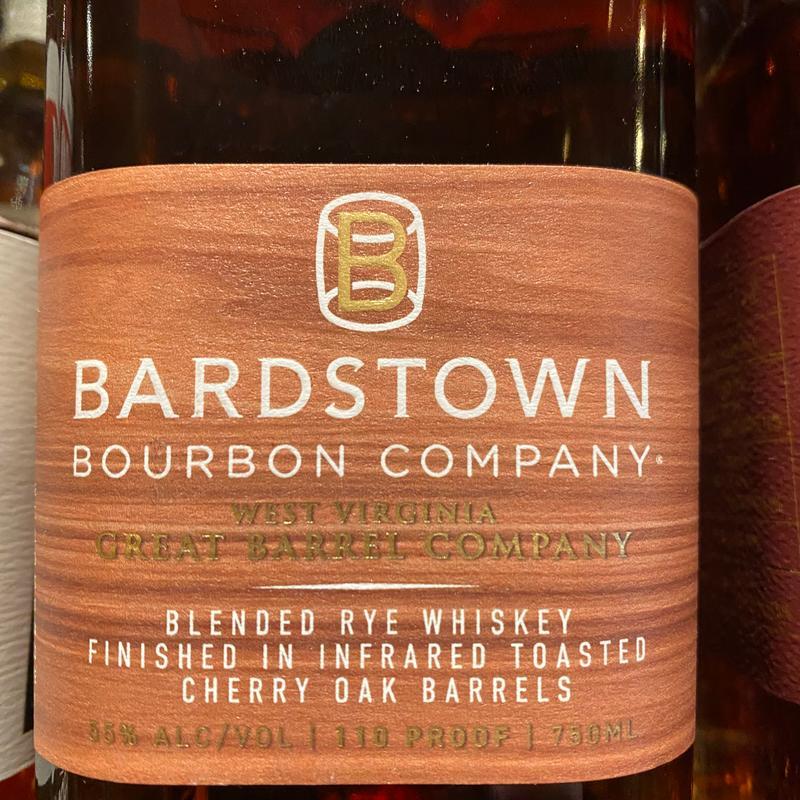 B
BARDSTOWN
BOURBON COMPANY®
WEST VIRGINIA
GREAT BARREL COMPANY
BLENDED RYE WHISKEY
FINISHED IN INFRARED TOASTED
CHERRY OAK BARRELS
55% ALC/VOL | 110 PROOF | 750ML